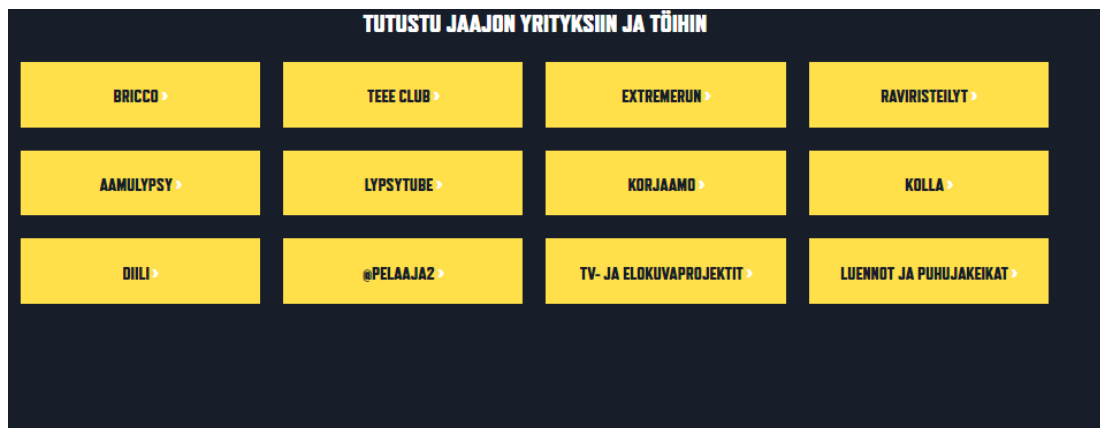 TUTUSTU JAAJON YRITYKSIIN JA TÖIHIN
BRICCO ›
TEEE CLUB ›
EXTREMERUN ›
RAVIRISTEILYT ›
AAMULYPSY ›
LYPSYTUBE ›
KORJAAMO ›
KOLLA ›
DIILI ›
@PELAAJA2 ›
TV- JA ELOKUVAPROJEKTIT ›
LUENNOT JA PUHUJAKEIKAT ›